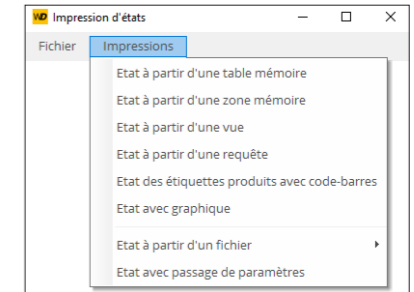 WD Impression d'états
Fichier Impressions
Etat à partir d'une table mémoire
Etat à partir d'une zone mémoire
Etat à partir d'une vue
Etat à partir d'une requête
Etat des étiquettes produits avec code-barres
Etat avec graphique
Etat à partir d'un fichier
Etat avec passage de paramètres